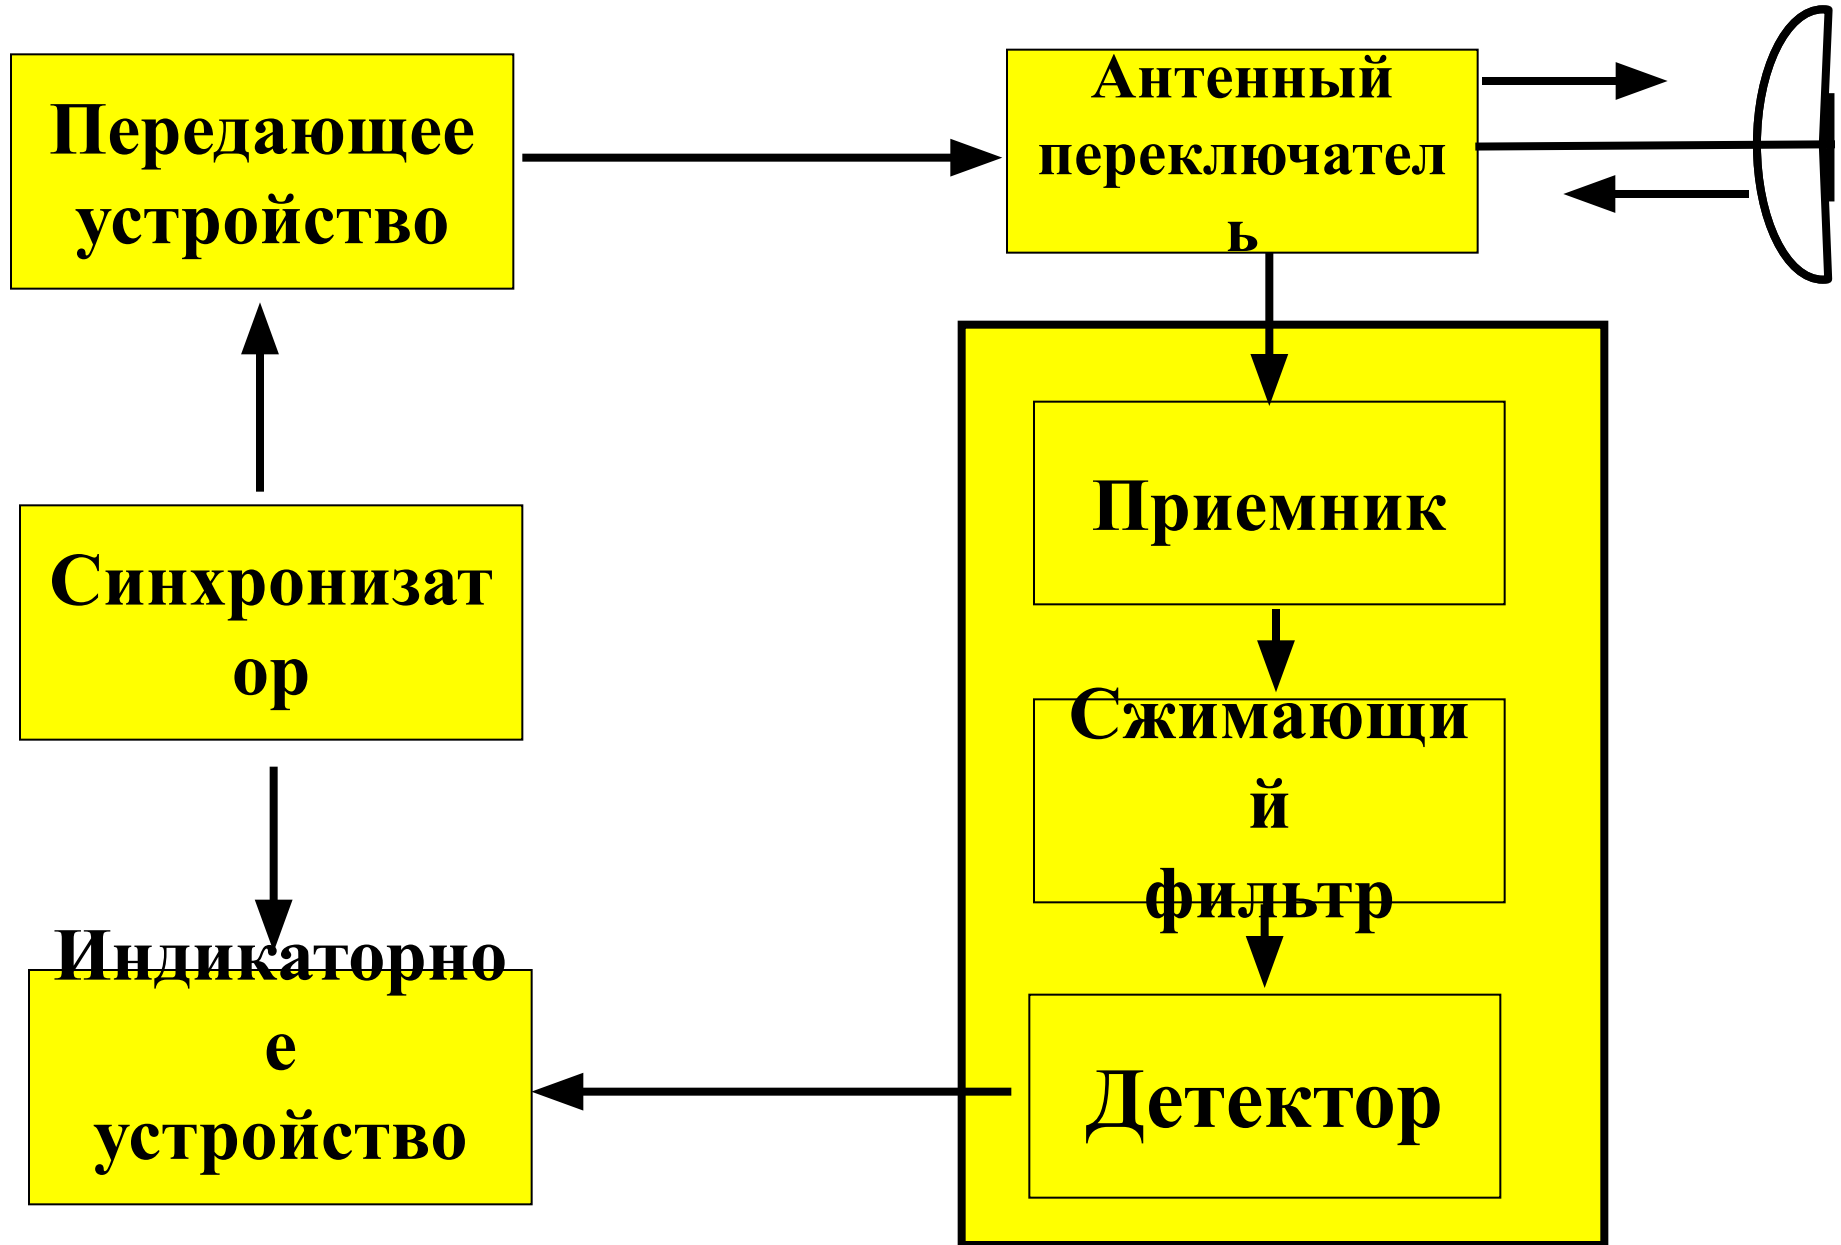 Передающее
устройство
Антенный
переключател
ь
Приемник
Синхронизат
ор
Сжимающи
й
фильтр
Индикаторно
е
устройство
Детектор